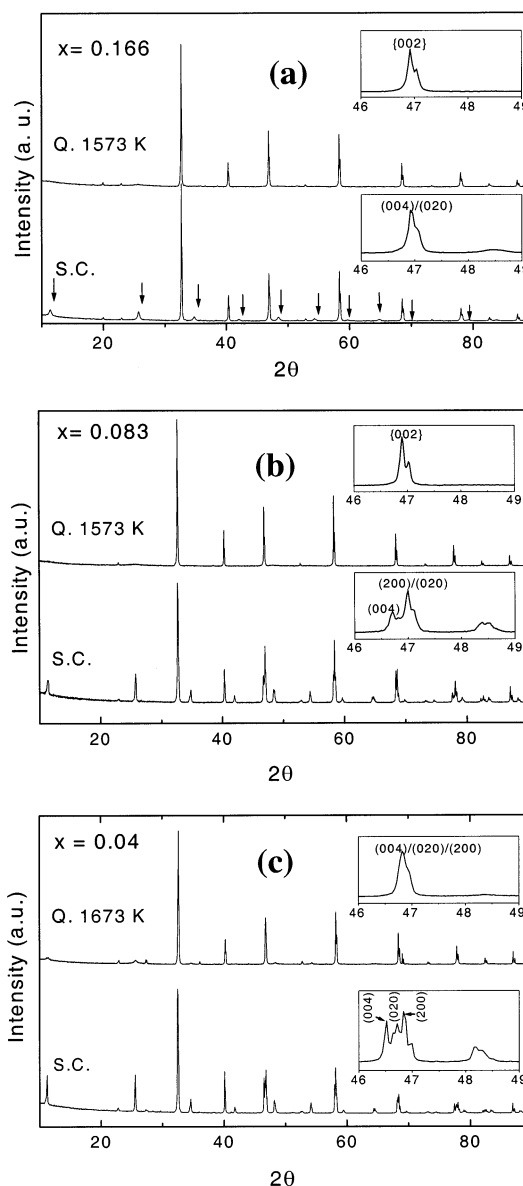 x= 0.166
(a)
{002}
46 47 48 49
Q. 1573 K
(004)/(020)
46 47 48 49
S.C.
Intensity (a. u.)
20 40 60 80
2θ
x= 0.083
(b)
{002}
46 47 48 49
Q. 1573 K
(200)/(020)
(004)
46 47 48 49
S.C.
Intensity (a.u.)
20 40 60 80
2θ
x = 0.04
(c)
(004)/(020)/(200)
46 47 48 49
Q. 1673 K
(004)
(020)
(200)
46 47 48 49
S.C.
Intensity (a.u.)
20 40 60 80
2θ